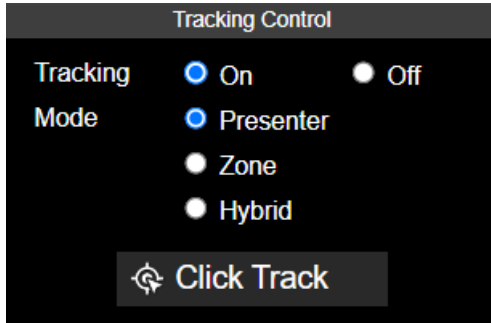 Tracking Control
Tracking On Off
Mode Presenter
Zone
Hybrid
Click Track